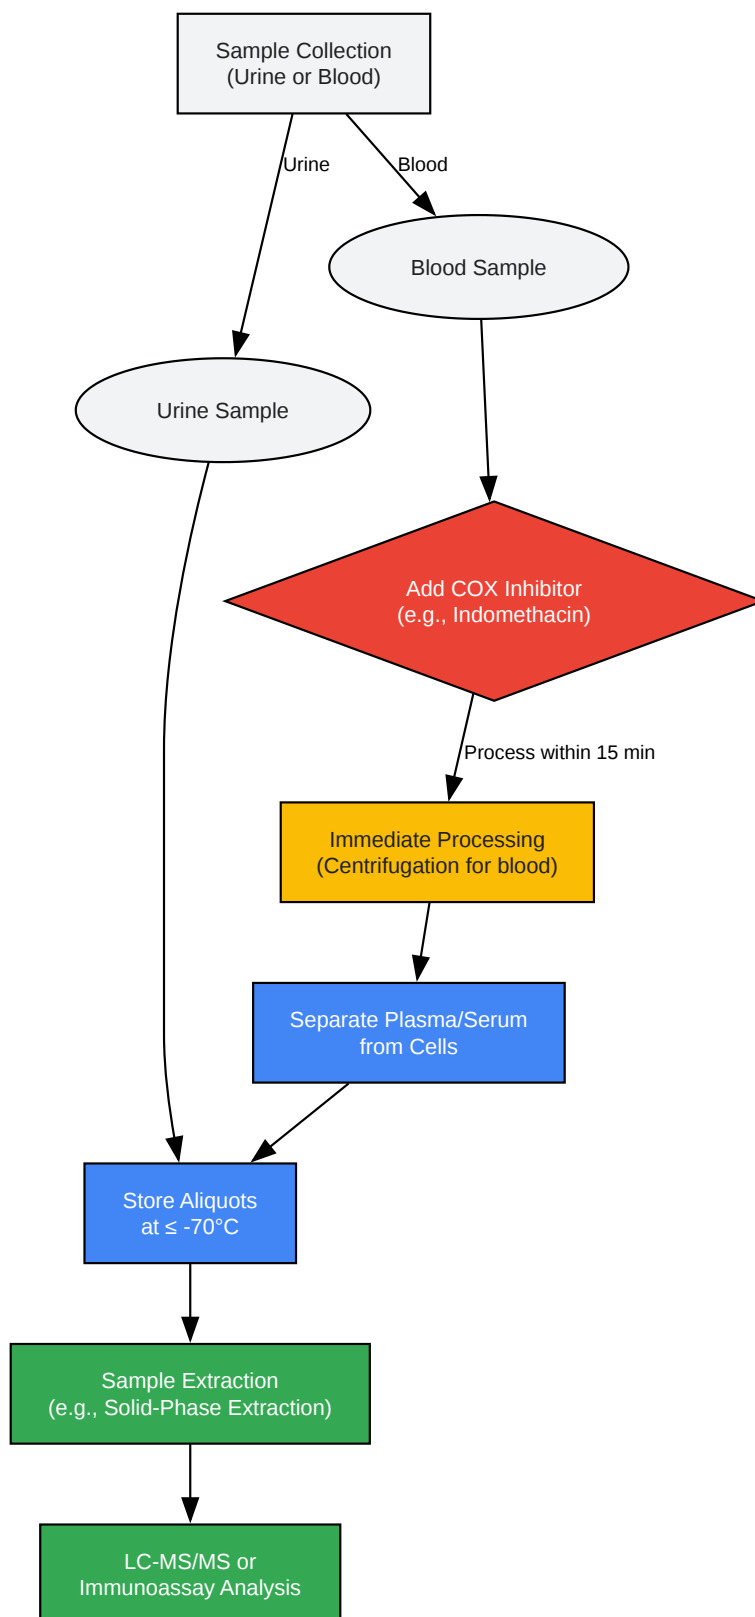 Sample Collection
(Urine or Blood)
Urine
Blood
Blood Sample
Urine Sample
Add COX Inhibitor
(e.g., Indomethacin)
Process within 15 min
Immediate Processing
(Centrifugation for blood)
Separate Plasma/Serum
from Cells
Store Aliquots
at ≤ -70°C
Sample Extraction
(e.g., Solid-Phase Extraction)
LC-MS/MS or
Immunoassay Analysis